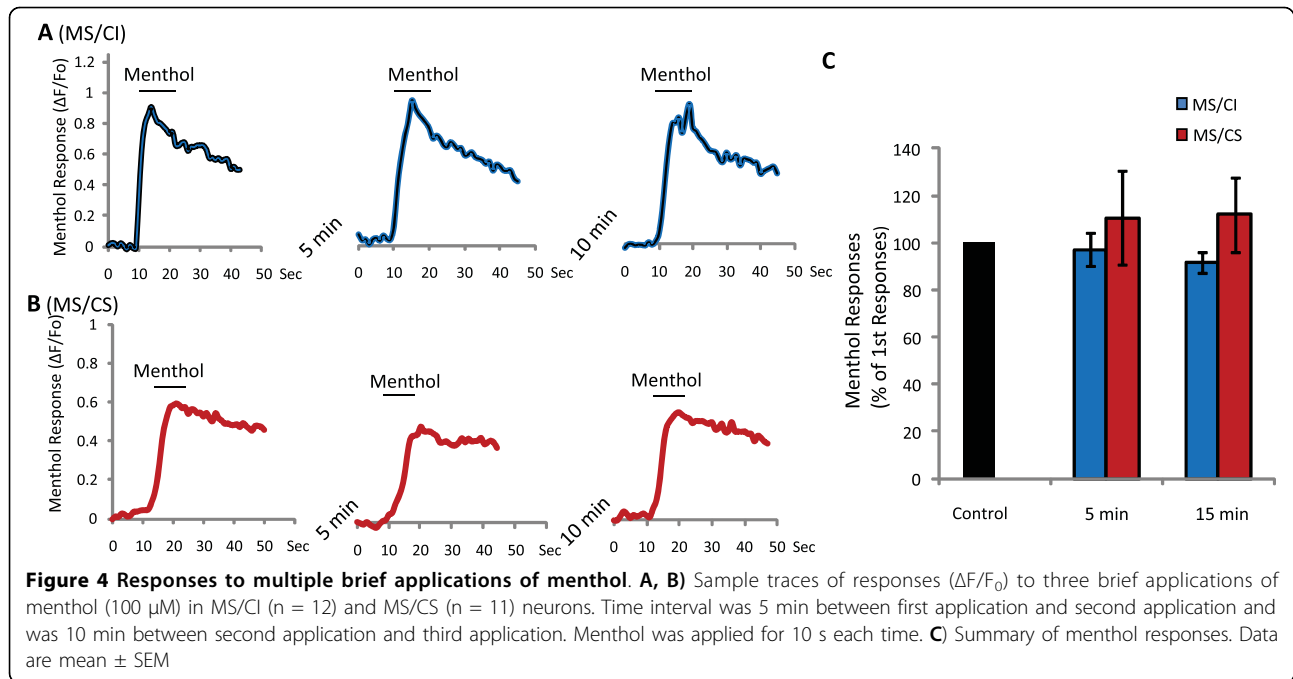 A (MS/CI)
Menthol Response (ΔF/Fo)
1.2
1
0.8
0.6
0.4
0.2
0
Menthol
0 10 20 30 40 50 Sec
5 min
Menthol
0 10 20 30 40 50 Sec
10 min
Menthol
0 10 20 30 40 50 Sec
B (MS/CS)
Menthol Response (ΔF/Fo)
1
0.8
0.6
0.4
0.2
0
Menthol
0 10 20 30 40 50 Sec
5 min
Menthol
0 10 20 30 40 50 Sec
10 min
Menthol
0 10 20 30 40 50 Sec
C
MS/CI
MS/CS
Menthol Responses
(% of 1st Responses)
140
120
100
80
60
40
20
0
Control 5 min 15 min
Figure 4 Responses to multiple brief applications of menthol. A, B) Sample traces of responses (ΔF/F₀) to three brief applications of
menthol (100 μM) in MS/CI (n = 12) and MS/CS (n = 11) neurons. Time interval was 5 min between first application and second application and
was 10 min between second application and third application. Menthol was applied for 10 s each time. C) Summary of menthol responses. Data
are mean ± SEM